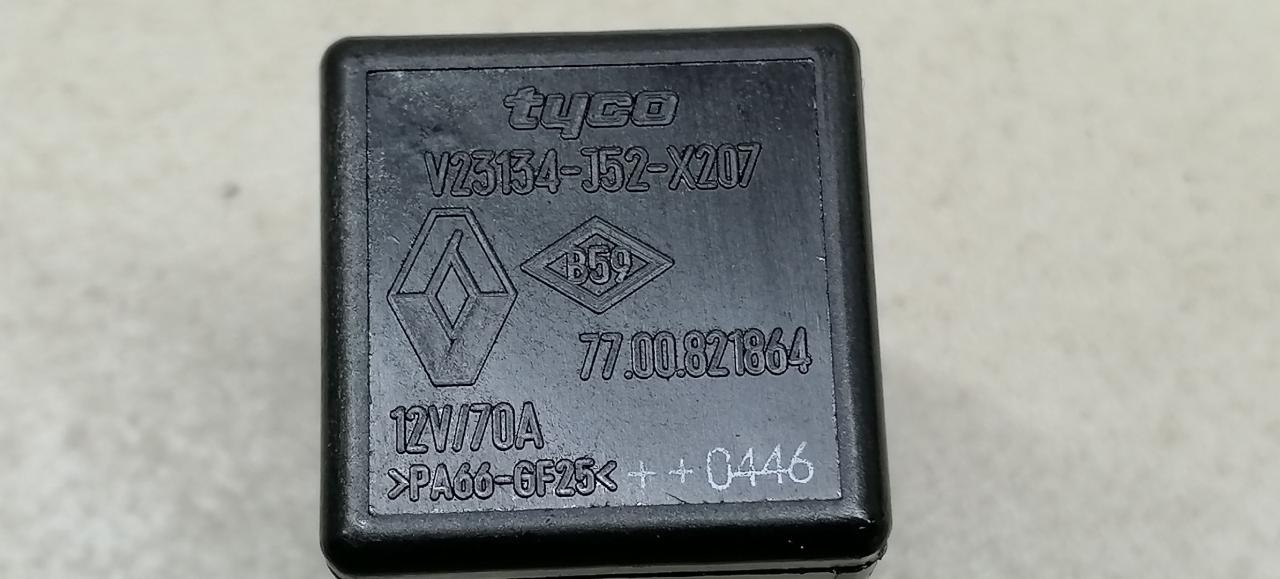 tyco
V23134-J52-X207
B59
77.00.821864
12V/70A
>PA66-GF25< ++0446